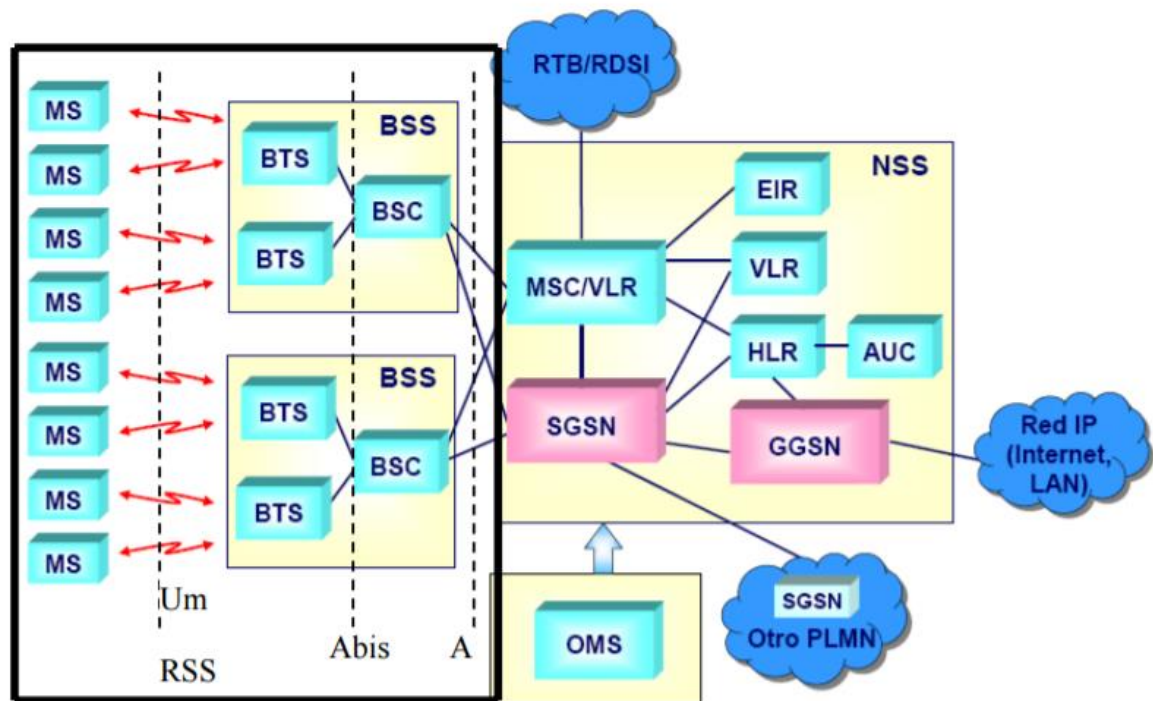 RTB/RDSI
MS
MS
MS
MS
MS
MS
MS
MS
BSS
BTS
BTS
BSC
BSS
BTS
BTS
BSC
NSS
EIR
VLR
MSC/VLR
HLR
AUC
SGSN
GGSN
Red IP
(Internet,
LAN)
Um
Abis
A
RSS
OMS
SGSN
Otro PLMN